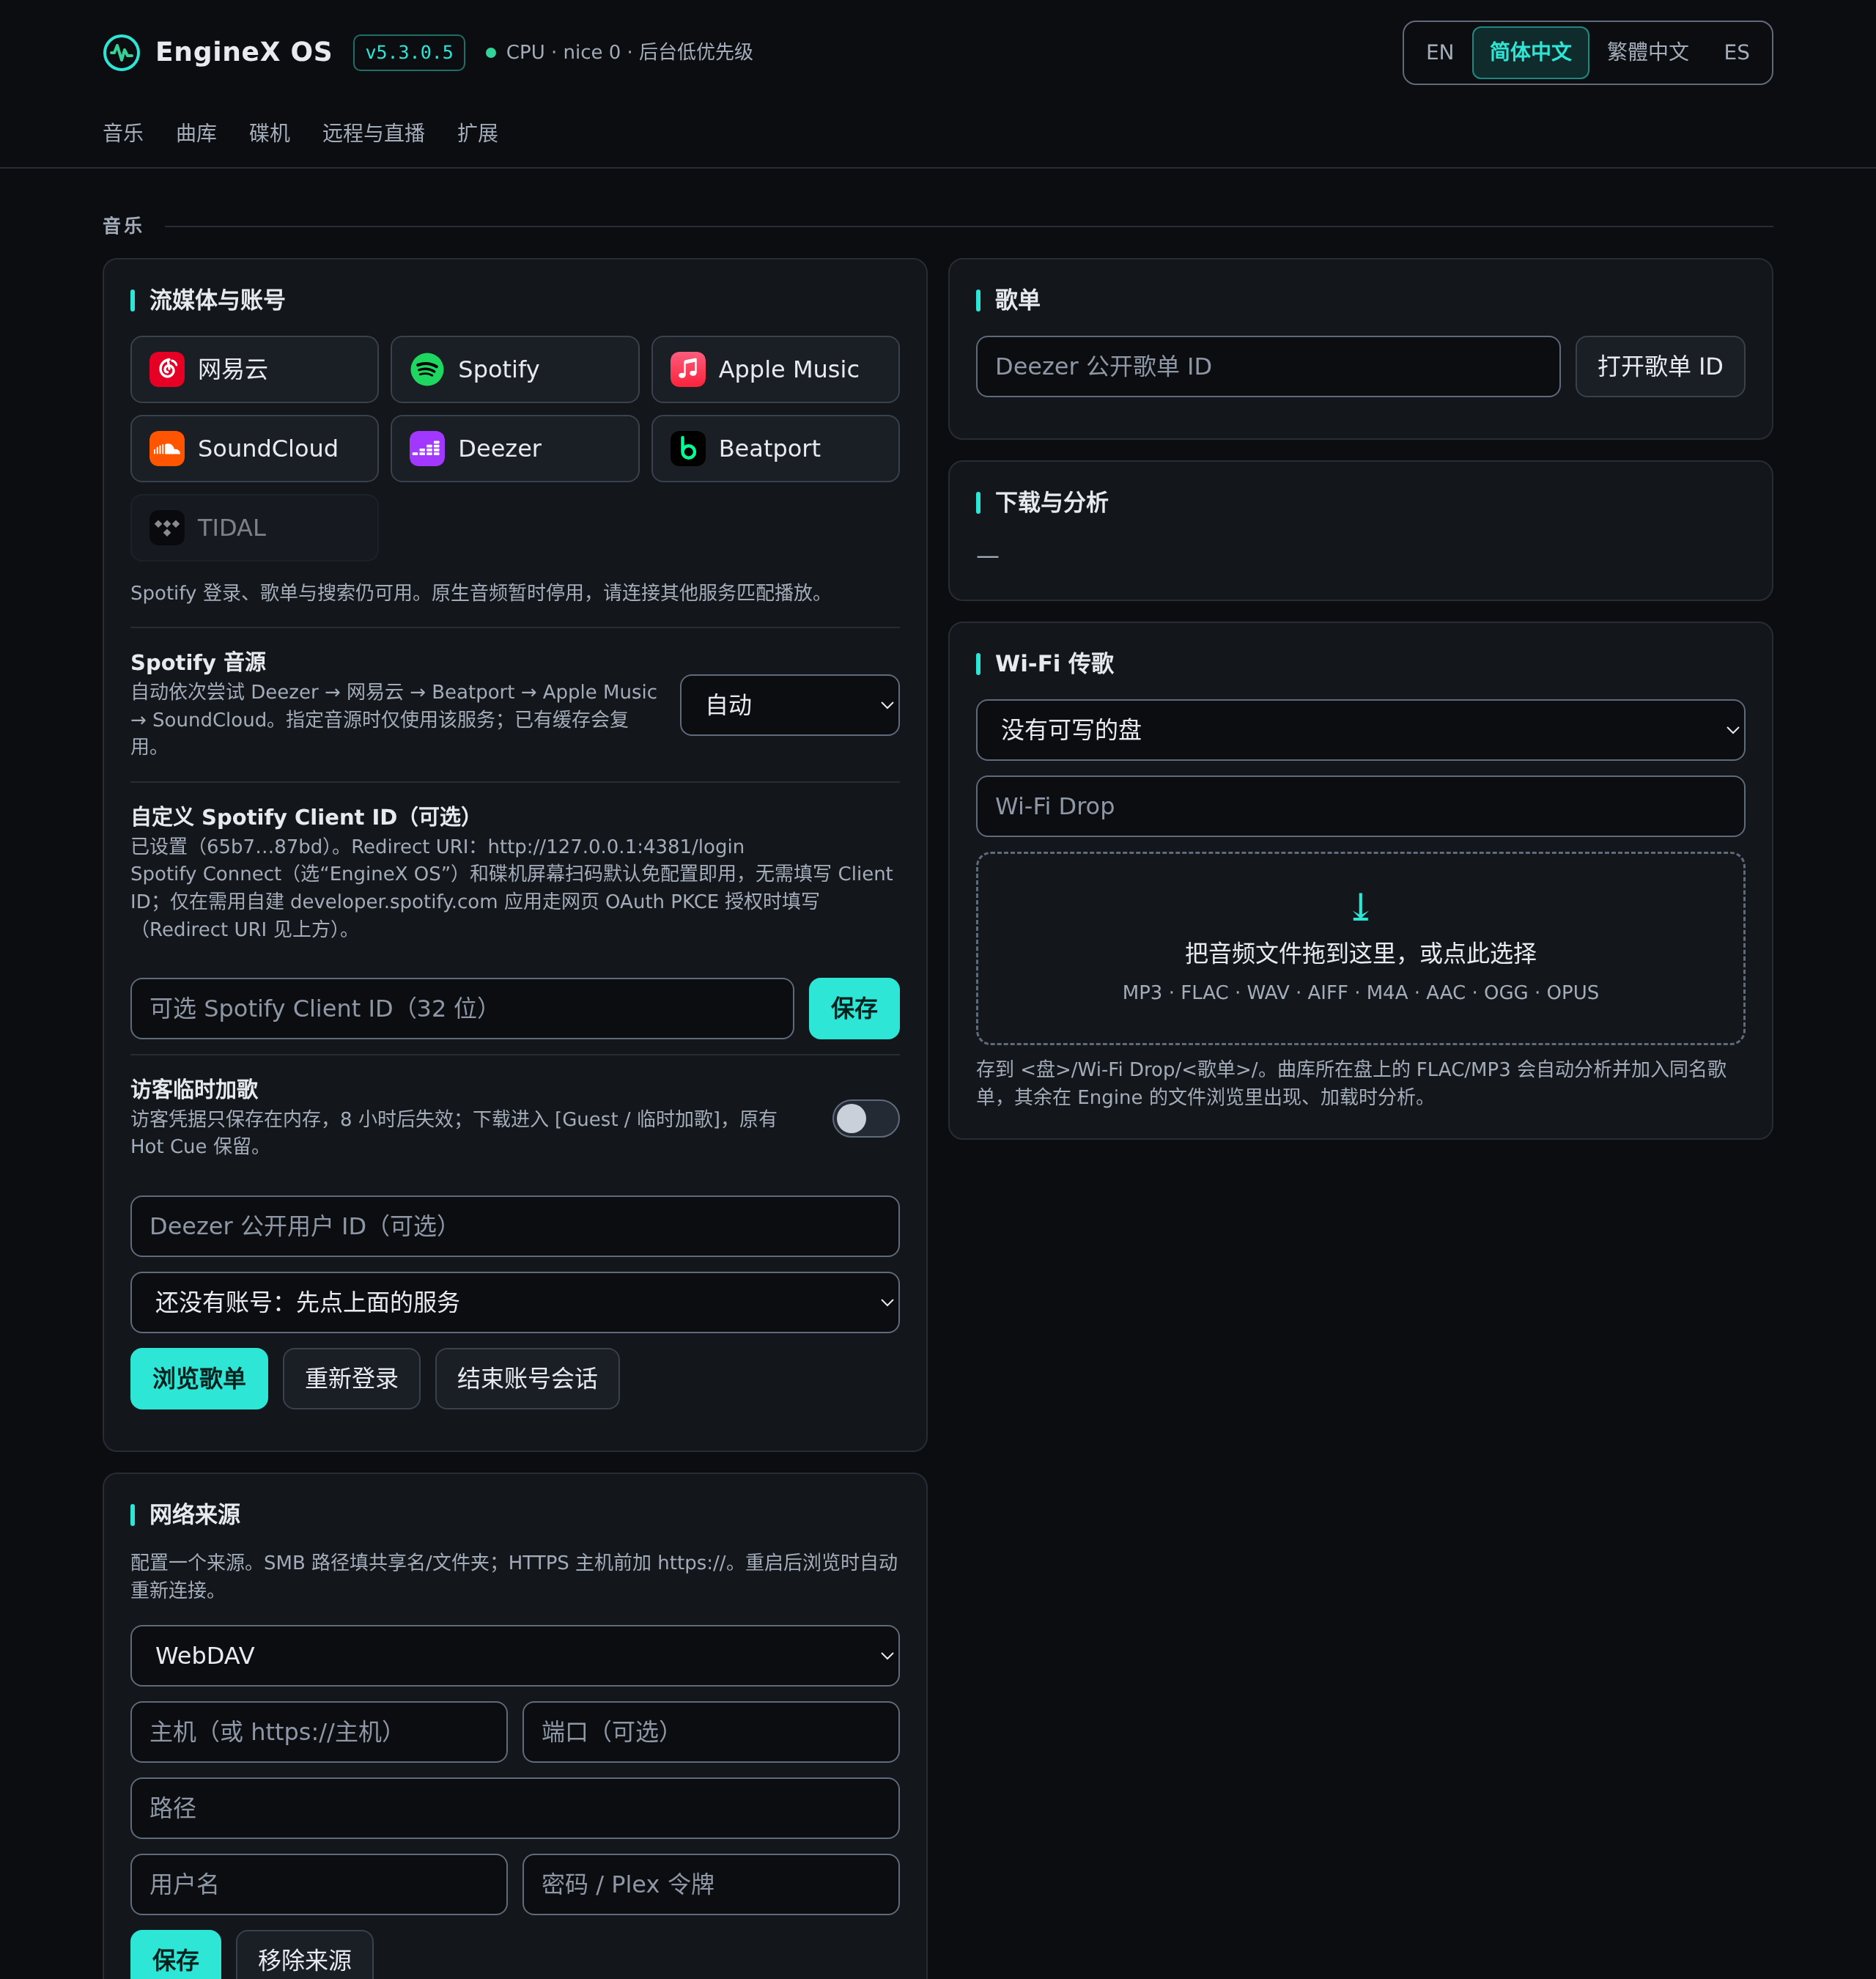 EngineX OS v5.3.0.5 CPU · nice 0 · 后台低优先级
EN 简体中文 繁體中文 ES
音乐 曲库 碟机 远程与直播 扩展
音乐
流媒体与账号
网易云 Spotify Apple Music
SoundCloud Deezer Beatport
TIDAL
Spotify 登录、歌单与搜索仍可用。原生音频暂时停用，请连接其他服务匹配播放。
Spotify 音源
自动依次尝试 Deezer → 网易云 → Beatport → Apple Music
→ SoundCloud。指定音源时仅使用该服务；已有缓存会复
用。
自动
自定义 Spotify Client ID（可选）
已设置（65b7…87bd）。Redirect URI：http://127.0.0.1:4381/login
Spotify Connect（选“EngineX OS”）和碟机屏幕扫码默认免配置即用，无需填写 Client
ID；仅在需用自建 developer.spotify.com 应用走网页 OAuth PKCE 授权时填写
（Redirect URI 见上方）。
可选 Spotify Client ID（32 位）
保存
访客临时加歌
访客凭据只保存在内存，8 小时后失效；下载进入 [Guest / 临时加歌]，原有
Hot Cue 保留。
Deezer 公开用户 ID（可选）
还没有账号：先点上面的服务
浏览歌单 重新登录 结束账号会话
网络来源
配置一个来源。SMB 路径填共享名/文件夹；HTTPS 主机前加 https://。重启后浏览时自动
重新连接。
WebDAV
主机（或 https://主机） 端口（可选）
路径
用户名 密码 / Plex 令牌
保存 移除来源
歌单
Deezer 公开歌单 ID
打开歌单 ID
下载与分析
—
Wi-Fi 传歌
没有可写的盘
Wi-Fi Drop
把音频文件拖到这里，或点此选择
MP3 · FLAC · WAV · AIFF · M4A · AAC · OGG · OPUS
存到 <盘>/Wi-Fi Drop/<歌单>/。曲库所在盘上的 FLAC/MP3 会自动分析并加入同名歌
单，其余在 Engine 的文件浏览里出现、加载时分析。